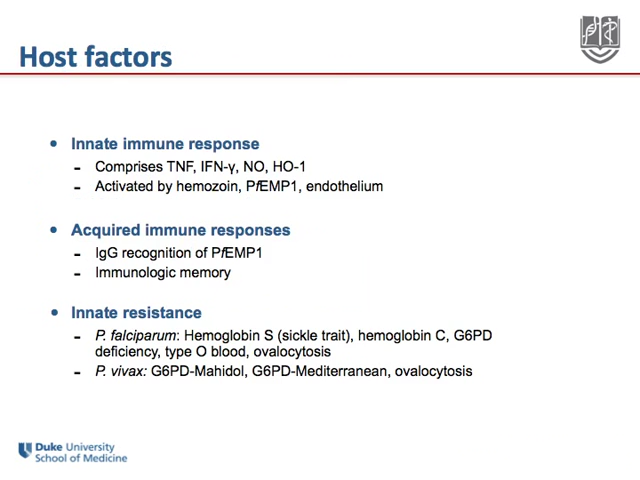 Host factors
• Innate immune response
- Comprises TNF, IFN-γ, NO, HO-1
- Activated by hemozoin, PfEMP1, endothelium
• Acquired immune responses
- IgG recognition of PfEMP1
- Immunologic memory
• Innate resistance
- P. falciparum: Hemoglobin S (sickle trait), hemoglobin C, G6PD
deficiency, type O blood, ovalocytosis
- P. vivax: G6PD-Mahidol, G6PD-Mediterranean, ovalocytosis
Duke University
School of Medicine